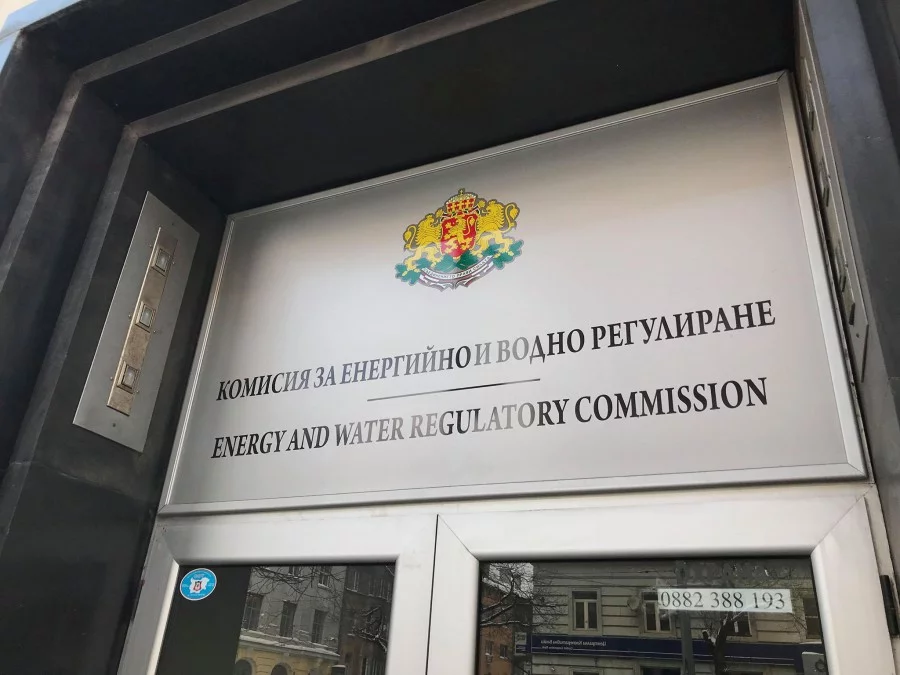 КОМИСИЯ ЗА ЕНЕРГИЙНО И ВОДНО РЕГУЛИРАНЕ
ENERGY AND WATER REGULATORY COMMISSION
0882 388 193